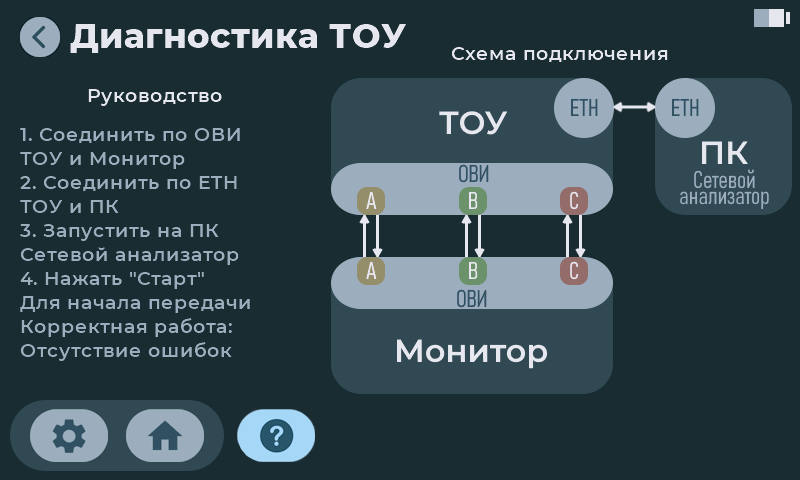 Диагностика ТОУ
Руководство
1. Соединить по ОВИ
ТОУ и Монитор
2. Соединить по ETH
ТОУ и ПК
3. Запустить на ПК
Сетевой анализатор
4. Нажать "Старт"
Для начала передачи
Корректная работа:
Отсутствие ошибок
Схема подключения
ТОУ
ETH
ETH
ПК
Сетевой
анализатор
ОВИ
A B C
A B C
ОВИ
Монитор
?